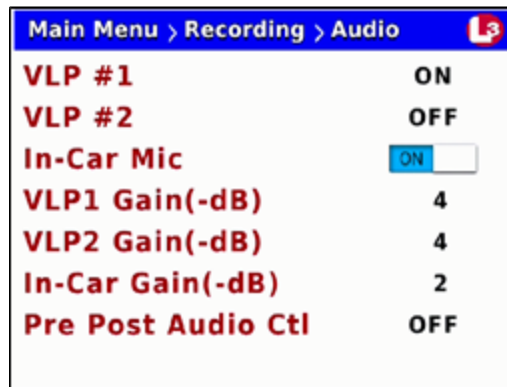 Main Menu > Recording > Audio L3
VLP #1 ON
VLP #2 OFF
In-Car Mic ON
VLP1 Gain(-dB) 4
VLP2 Gain(-dB) 4
In-Car Gain(-dB) 2
Pre Post Audio Ctl OFF